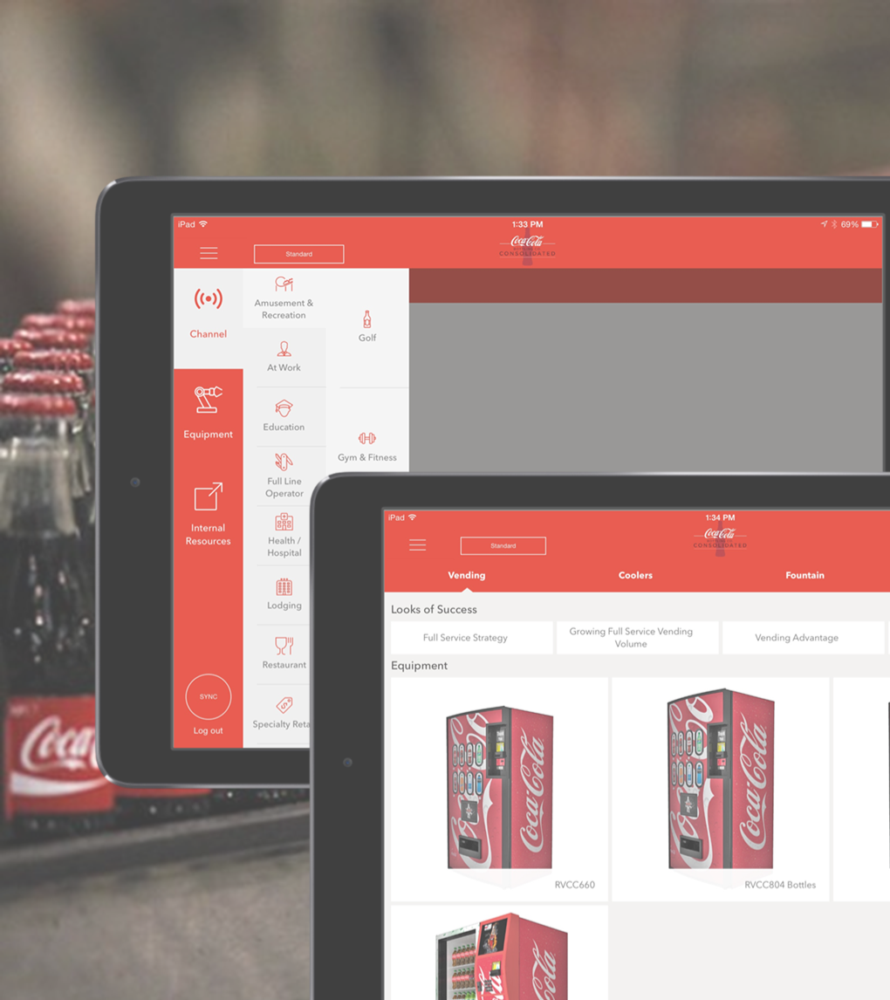 iPad
1:33 PM
69%
Standard
Coca-Cola
CONSOLIDATED
Channel
Equipment
Internal
Resources
SYNC
Log out
Amusement &
Recreation
At Work
Education
Full Line
Operator
Health /
Hospital
Lodging
Restaurant
Specialty Reta
Golf
Gym & Fitness
iPad
1:34 PM
Standard
Coca-Cola
CONSOLIDATED
Vending
Coolers
Fountain
Looks of Success
Full Service Strategy
Growing Full Service Vending
Volume
Vending Advantage
Equipment
Coca-Cola
RVCC660
Coca-Cola
RVCC804 Bottles
Coca-Cola
Coca